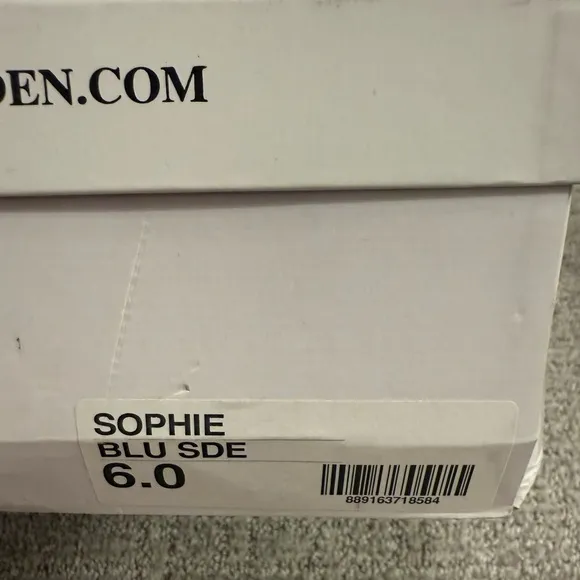 DEN.COM
SOPHIE
BLU SDE
6.0
889163718584